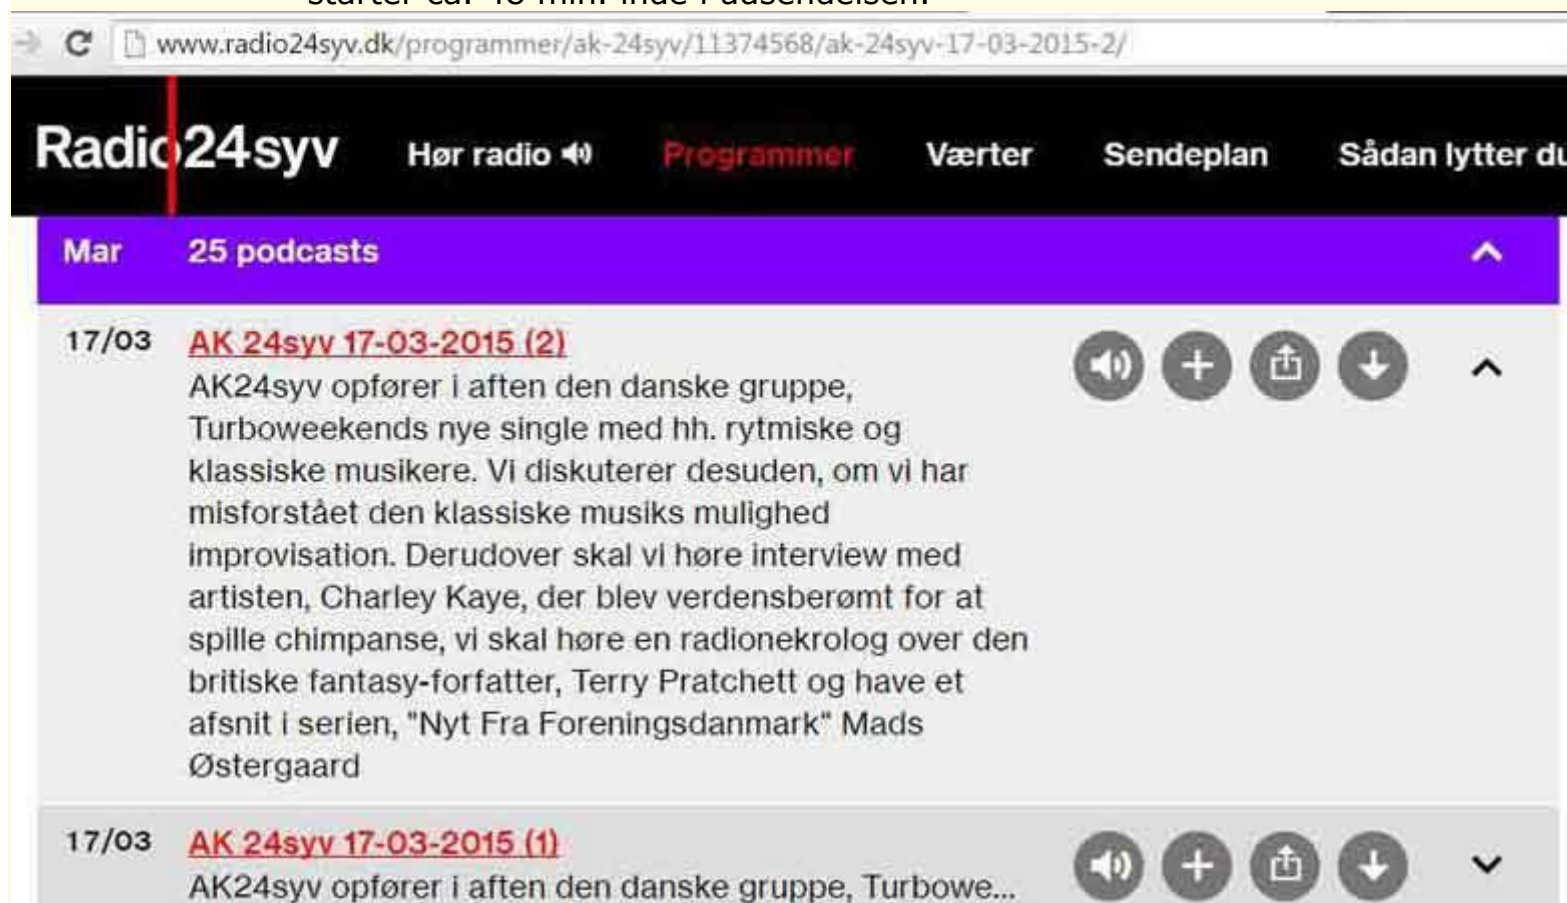 www.radio24syv.dk/programmer/ak-24syv/11374568/ak-24syv-17-03-2015-2/
Radio24syv Hør radio Programmer Værter Sendeplan Sådan lytter du
Mar 25 podcasts
17/03 AK 24syv 17-03-2015 (2)
AK24syv opfører i aften den danske gruppe,
Turboweekends nye single med hh. rytmiske og
klassiske musikere. Vi diskuterer desuden, om vi har
misforstået den klassiske musiks mulighed
improvisation. Derudover skal vi høre interview med
artisten, Charley Kaye, der blev verdensberømt for at
spille chimpanse, vi skal høre en radionekrolog over den
britiske fantasy-forfatter, Terry Pratchett og have et
afsnit i serien, "Nyt Fra Foreningsdanmark" Mads
Østergaard
17/03 AK 24syv 17-03-2015 (1)
AK24syv opfører i aften den danske gruppe, Turbowe...